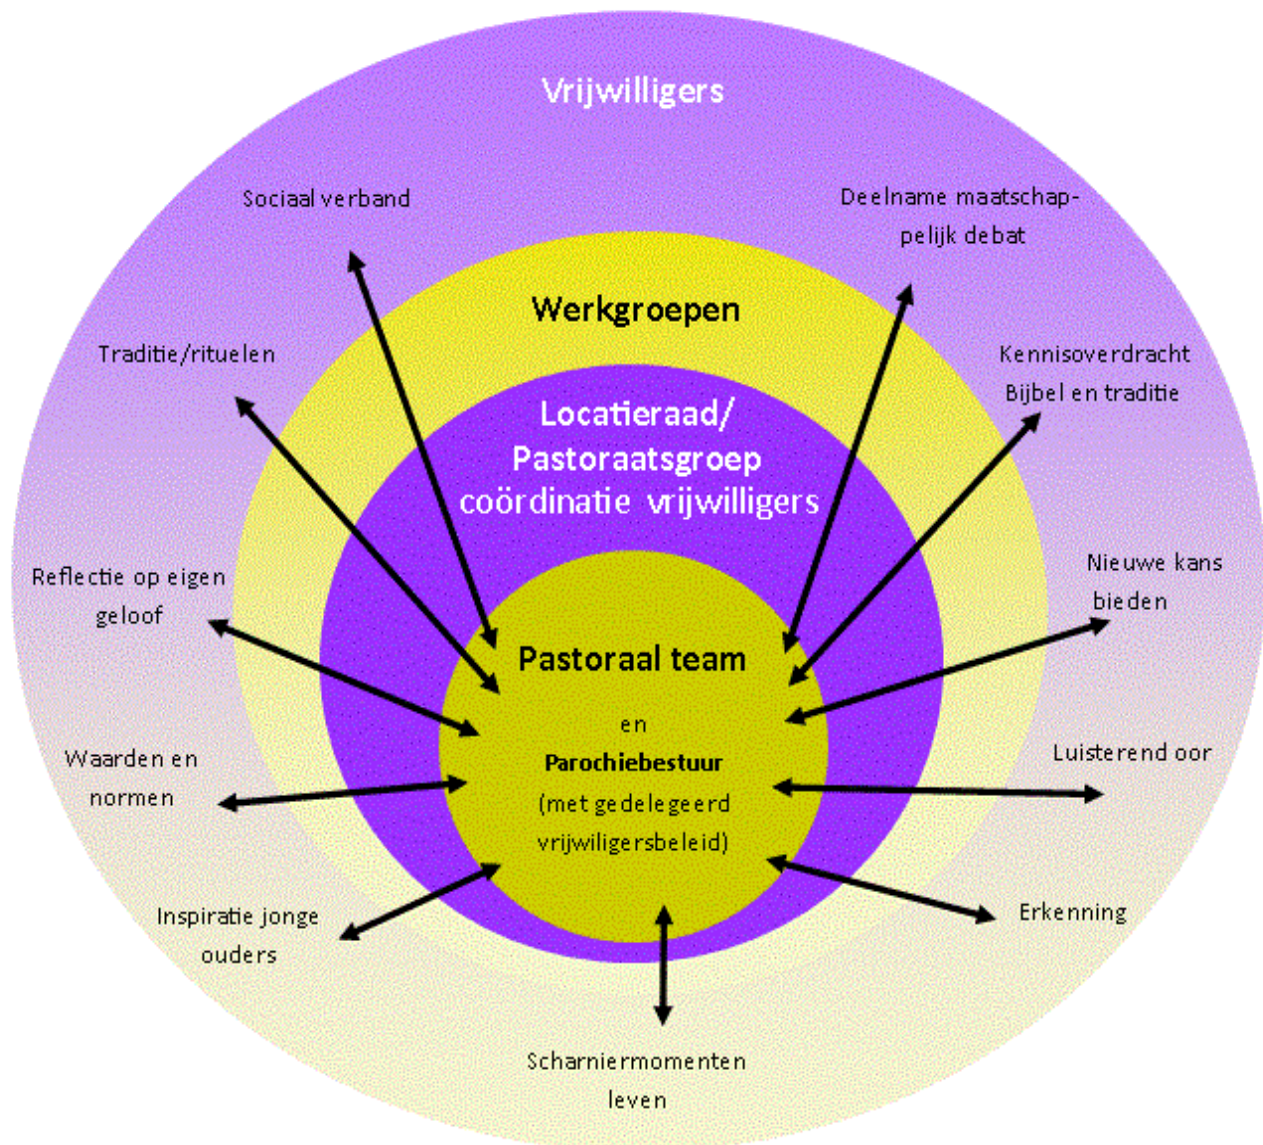 Vrijwilligers
Sociaal verband
Deelname maatschap-
pelijk debat
Werkgroepen
Traditie/rituelen
Kennisoverdracht
Bijbel en traditie
Locatieraad/
Pastoraatsgroep
coördinatie vrijwilligers
Reflectie op eigen
geloof
Nieuwe kans
bieden
Pastoraal team
en
Parochiebestuur
(met gedelegeerd
vrijwiligersbeleid)
Waarden en
normen
Luisterend oor
Inspiratie jonge
ouders
Erkenning
Scharniermomenten
leven